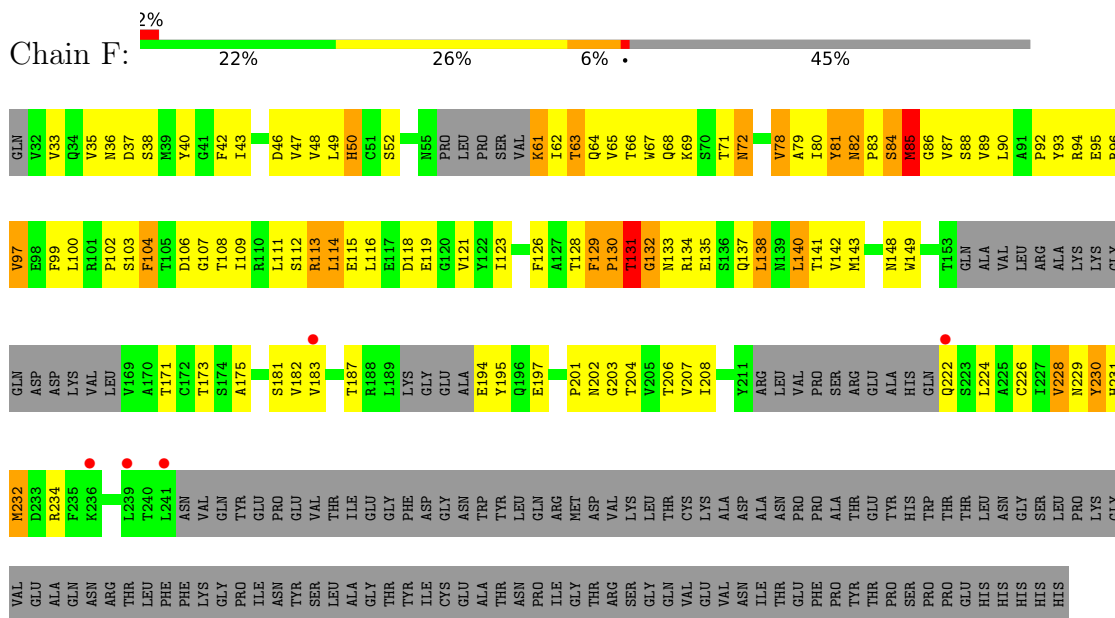 2%
Chain F:
22% 26% 6% • 45%
GLN V32 V33 Q34 V35 N36 D37 S38 M39 Y40 G41 F42 I43 D46 V47 V48 L49 H50 C51 S52 N55 PRO LEU PRO SER VAL K61 I62 T63 Q64 V65 T66 W67 Q68 K69 S70 T71 N72 V78 A79 I80 Y81 N82 P83 S84 M85 G86 V87 S88 V89 L90 A91 P92 Y93 R94 E95 R96
V97 E98 F99 L100 R101 P102 S103 F104 T105 D106 G107 T108 I109 R110 L111 S112 R113 L114 E115 L116 E117 D118 E119 G120 V121 Y122 I123 F126 A127 T128 F129 P130 T131 G132 N133 R134 E135 S136 Q137 L138 N139 L140 T141 V142 M143 N148 W149 T153 GLN ALA VAL LEU ARG ALA LYS LYS GLY
GLN ASP ASP LYS VAL LEU V169 A170 T171 C172 T173 S174 A175 S181 V182 V183 T187 R188 L189 LYS GLY GLU ALA E194 Y195 Q196 E197 P201 N202 G203 T204 V205 T206 V207 I208 Y211 ARG LEU VAL PRO SER ARG GLU ALA HIS GLN Q222 S223 L224 A225 C226 I227 V228 N229 Y230 H231
M232 D233 R234 F235 K236 L239 T240 L241 ASN VAL GLN TYR GLU PRO GLU VAL THR ILE GLU GLY PHE ASP GLY ASN TRP TYR LEU GLN ARG MET ASP VAL LYS LEU THR CYS LYS ALA ASP ALA ASN PRO PRO ALA THR GLU TYR HIS TRP THR THR LEU ASN GLY SER LEU PRO LYS GLY
VAL GLU ALA GLN ASN ARG THR LEU PHE PHE LYS GLY PRO ILE ASN TYR SER LEU ALA GLY THR TYR ILE CYS GLU ALA THR ASN PRO ILE GLY THR ARG SER GLY GLN VAL GLU VAL ASN ILE THR GLU PHE PRO TYR THR PRO SER PRO PRO GLU HIS HIS HIS HIS HIS HIS